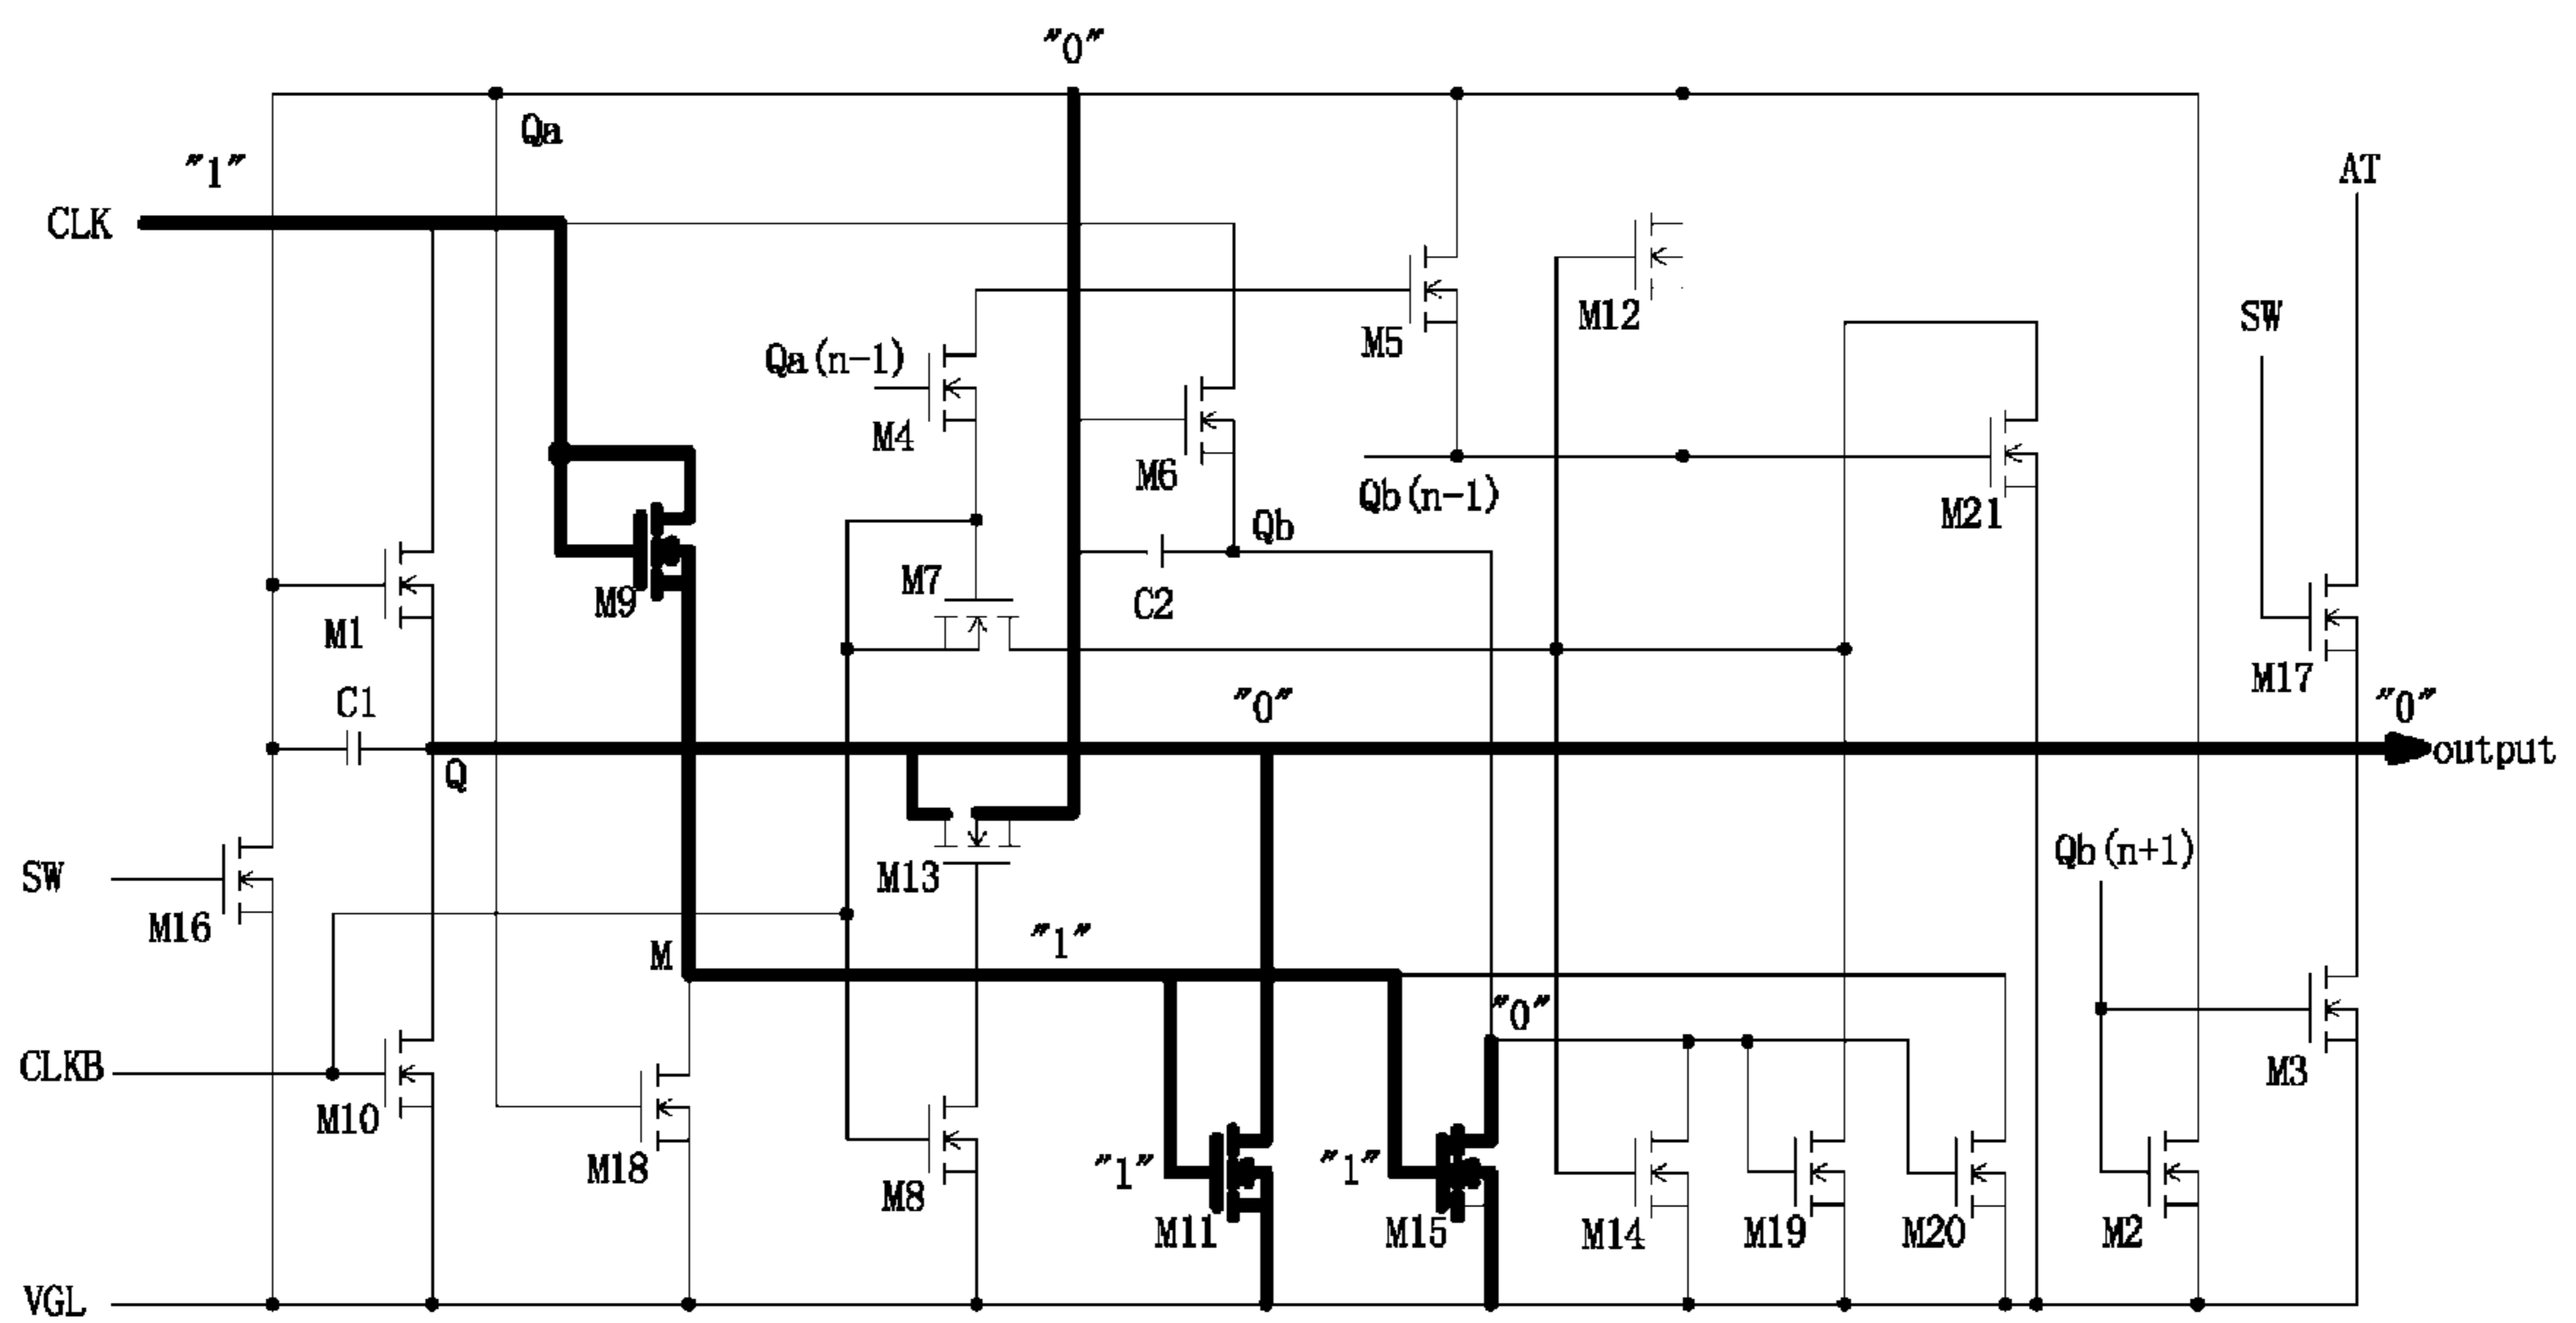 "0"
Qa
"1"
AT
CLK
M12
SW
M5
Qa(n-1)
M4
M6
Qb(n-1)
M21
Qb
M7
C2
M9
M1
M17
C1
"0"
"0"
Q
output
Qb(n+1)
SW
M13
M16
M
"1"
"0"
CLKB
M3
M10
M18
M8
"1"
"1"
M11
M15
M14
M19
M20
M2
VGL